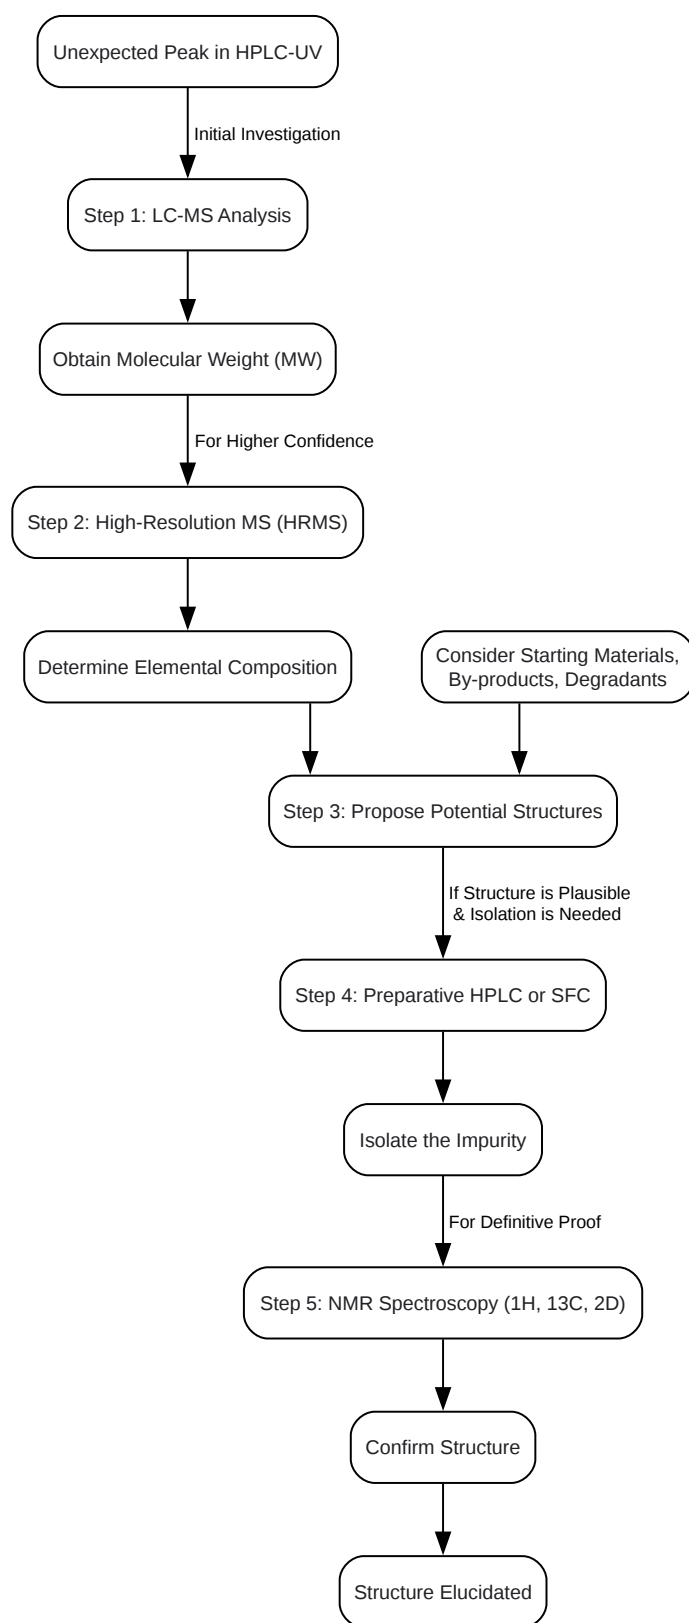 Unexpected Peak in HPLC-UV
Initial Investigation
Step 1: LC-MS Analysis
Obtain Molecular Weight (MW)
For Higher Confidence
Step 2: High-Resolution MS (HRMS)
Determine Elemental Composition
Consider Starting Materials,
By-products, Degradants
Step 3: Propose Potential Structures
If Structure is Plausible
& Isolation is Needed
Step 4: Preparative HPLC or SFC
Isolate the Impurity
For Definitive Proof
Step 5: NMR Spectroscopy (1H, 13C, 2D)
Confirm Structure
Structure Elucidated